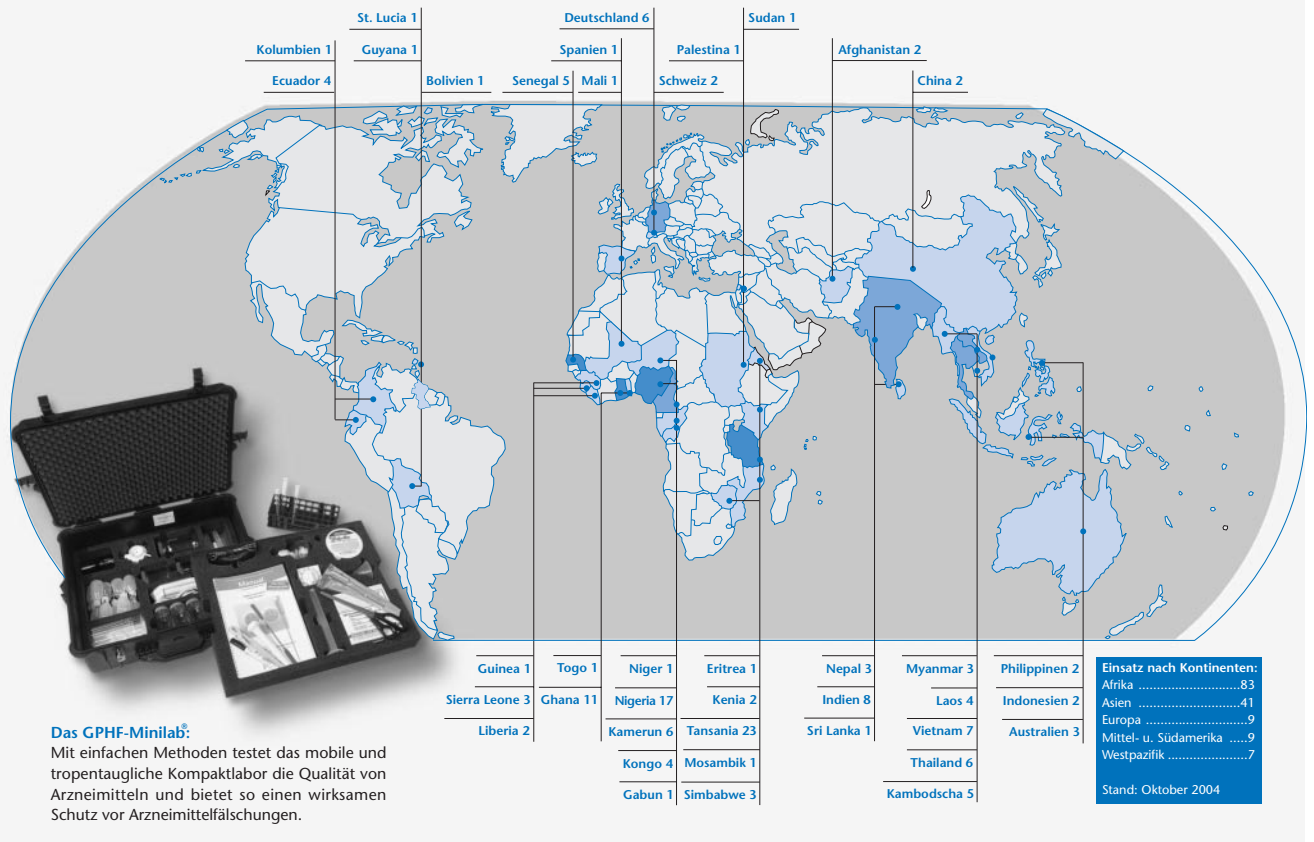 St. Lucia 1
Deutschland 6
Sudan 1
Kolumbien 1
Guyana 1
Spanien 1
Palestina 1
Afghanistan 2
Ecuador 4
Bolivien 1
Senegal 5
Mali 1
Schweiz 2
China 2
Manual
Guinea 1
Togo 1
Niger 1
Eritrea 1
Nepal 3
Myanmar 3
Philippinen 2
Sierra Leone 3
Ghana 11
Nigeria 17
Kenia 2
Indien 8
Laos 4
Indonesien 2
Liberia 2
Kamerun 6
Tansania 23
Sri Lanka 1
Vietnam 7
Australien 3
Kongo 4
Mosambik 1
Thailand 6
Gabun 1
Simbabwe 3
Kambodscha 5
Einsatz nach Kontinenten:
Afrika ............................83
Asien ..............................41
Europa ............................9
Mittel- u. Südamerika .....9
Westpazifik ......................7
Stand: Oktober 2004
Das GPHF-Minilab®:
Mit einfachen Methoden testet das mobile und
tropentaugliche Kompaktlabor die Qualität von
Arzneimitteln und bietet so einen wirksamen
Schutz vor Arzneimittelfälschungen.